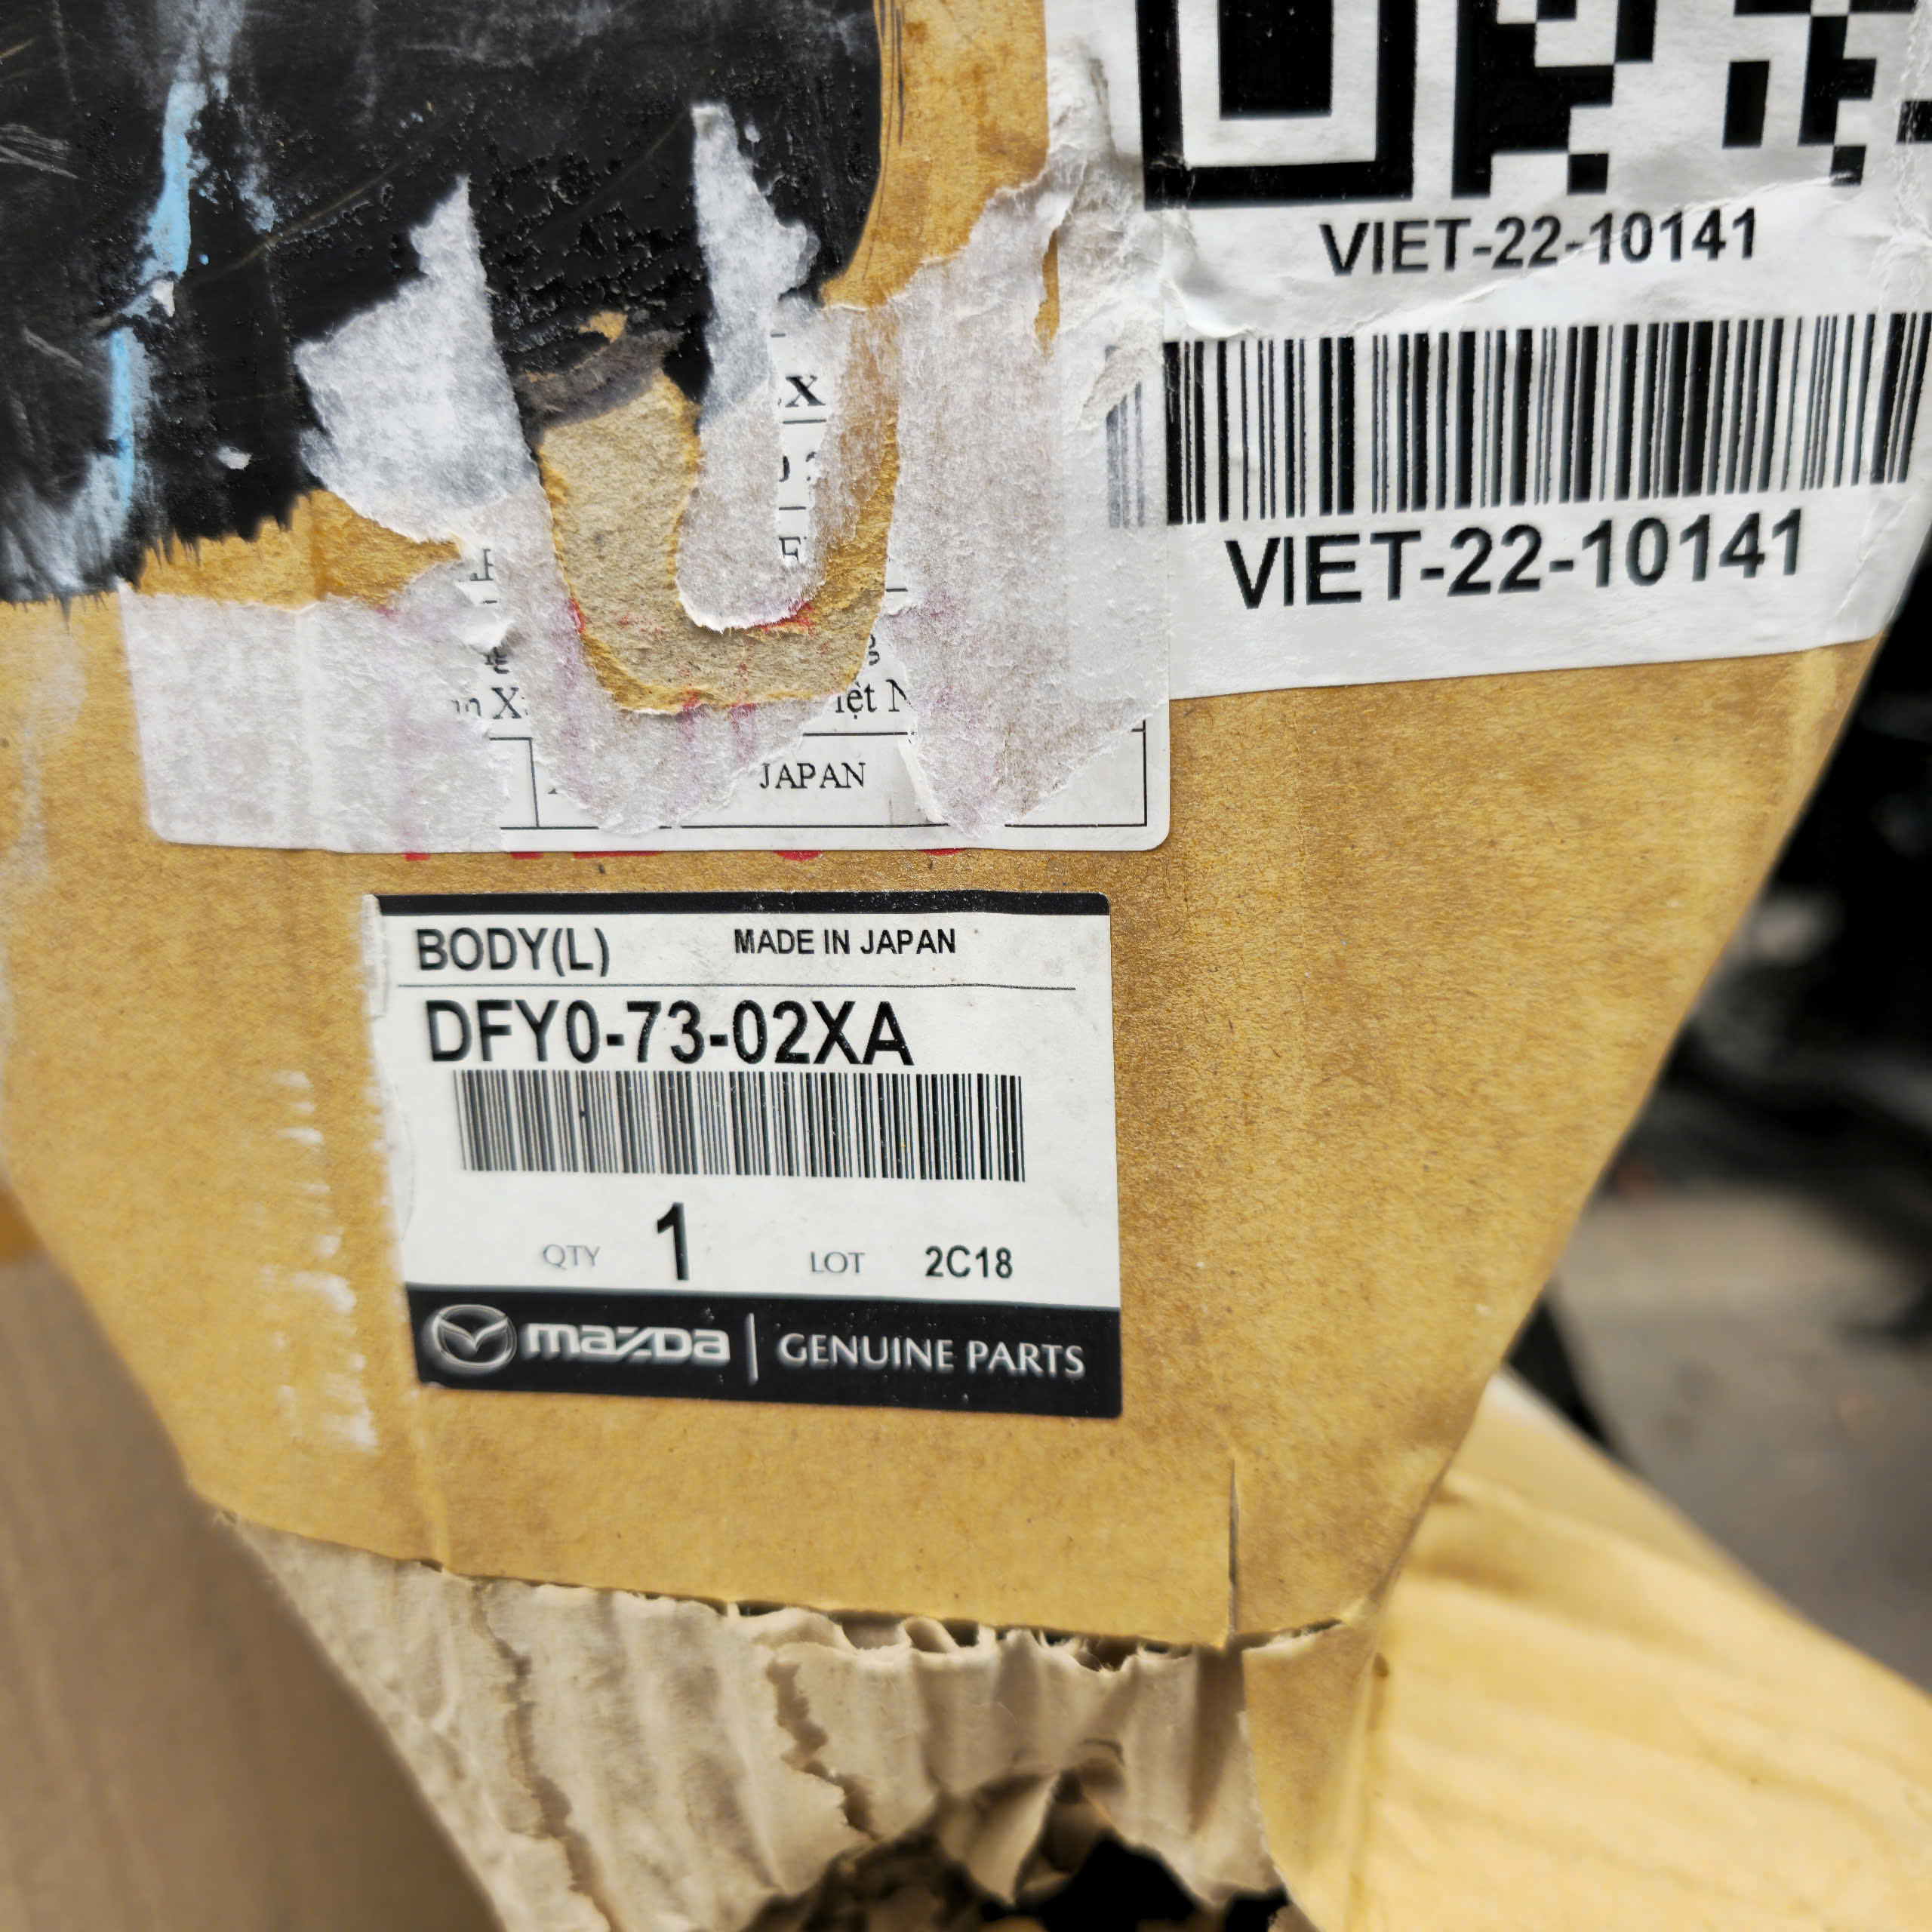 VIET-22-10141
VIET-22-10141
JAPAN
BODY(L) MADE IN JAPAN
DFY0-73-02XA
QTY 1 LOT 2C18
mazda GENUINE PARTS